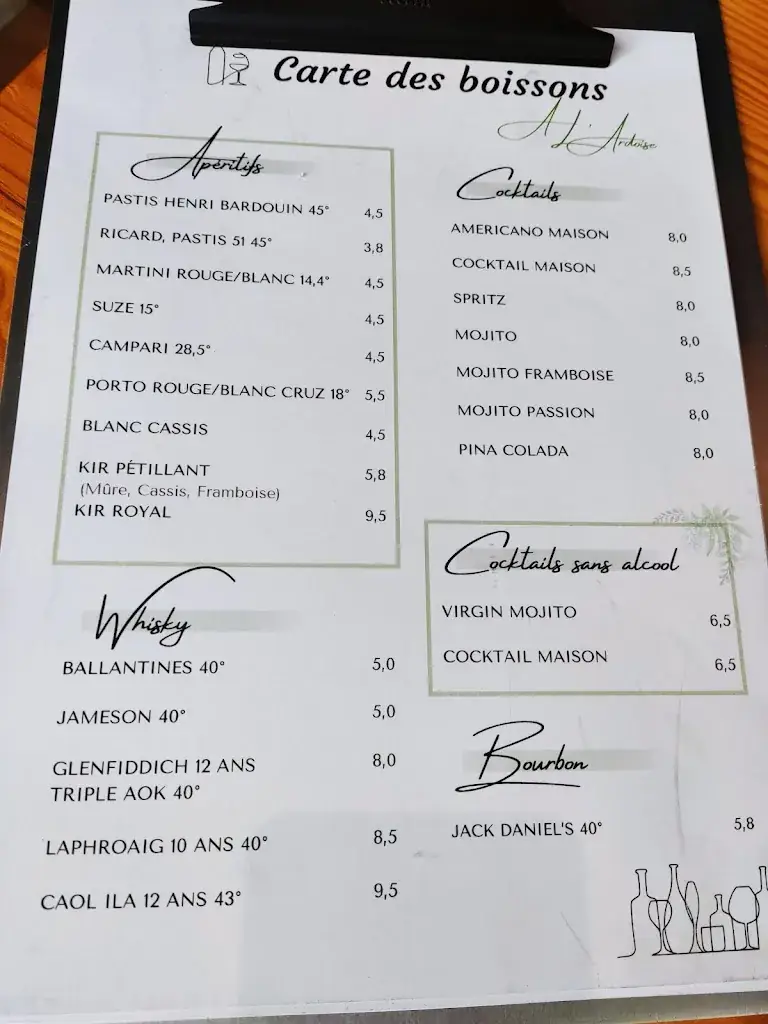 Carte des boissons
A L'Ardoise
Apéritifs
PASTIS HENRI BARDOUIN 45° 4,5
RICARD, PASTIS 51 45° 3,8
MARTINI ROUGE/BLANC 14,4° 4,5
SUZE 15° 4,5
CAMPARI 28,5° 4,5
PORTO ROUGE/BLANC CRUZ 18° 5,5
BLANC CASSIS 4,5
KIR PÉTILLANT 5,8
(Mûre, Cassis, Framboise)
KIR ROYAL 9,5
Whisky
BALLANTINES 40° 5,0
JAMESON 40° 5,0
GLENFIDDICH 12 ANS 8,0
TRIPLE AOK 40°
LAPHROAIG 10 ANS 40° 8,5
CAOL ILA 12 ANS 43° 9,5
Cocktails
AMERICANO MAISON 8,0
COCKTAIL MAISON 8,5
SPRITZ 8,0
MOJITO 8,0
MOJITO FRAMBOISE 8,5
MOJITO PASSION 8,0
PINA COLADA 8,0
Cocktails sans alcool
VIRGIN MOJITO 6,5
COCKTAIL MAISON 6,5
Bourbon
JACK DANIEL'S 40° 5,8